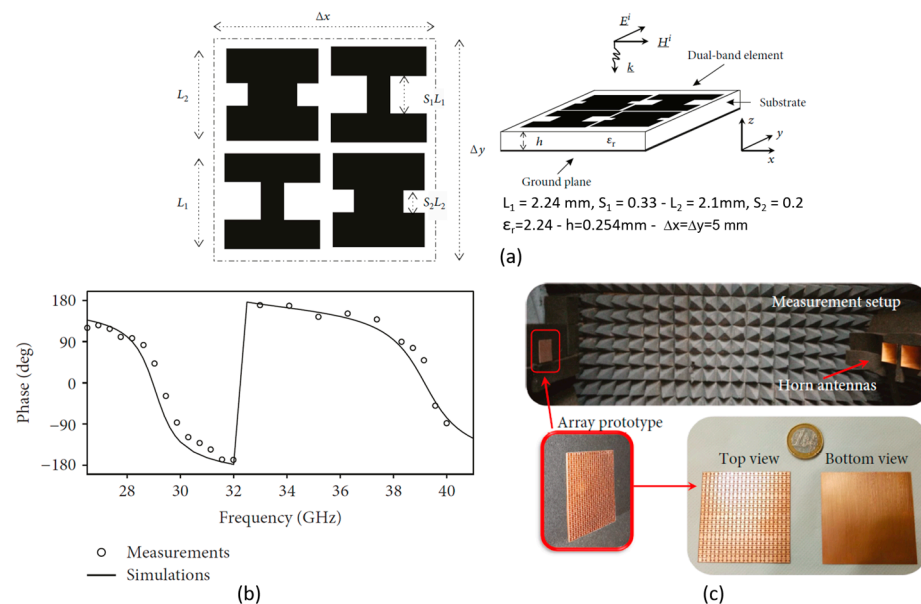 Δx
L₂
S₁L₁
Δy
L₁
S₂L₂
Eⁱ
Hⁱ
k
Dual-band element
Substrate
h
εᵣ
z
y
x
Ground plane
L₁ = 2.24 mm, S₁ = 0.33 - L₂ = 2.1mm, S₂ = 0.2
εᵣ=2.24 - h=0.254mm - Δx=Δy=5 mm
(a)
180
90
0
−90
−180
Phase (deg)
28
30
32
34
36
38
40
Frequency (GHz)
Measurements
Simulations
(b)
Measurement setup
Horn antennas
Array prototype
Top view
Bottom view
(c)